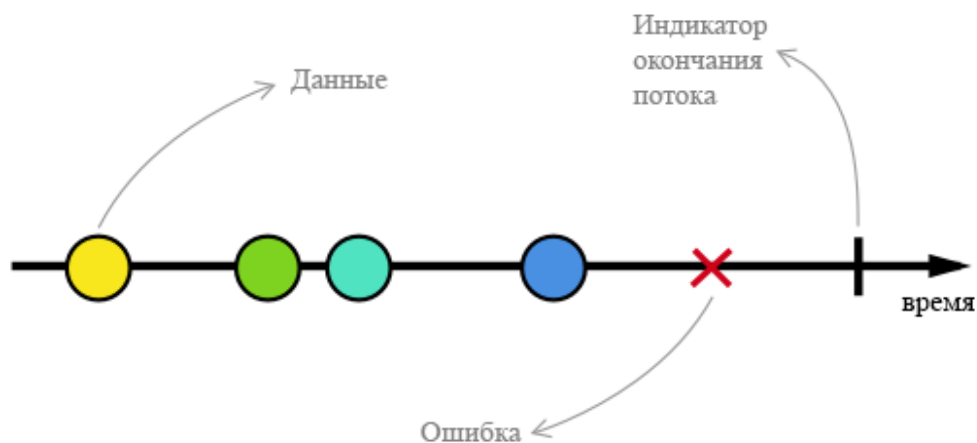 Индикатор
окончания
потока
Данные
время
Ошибка